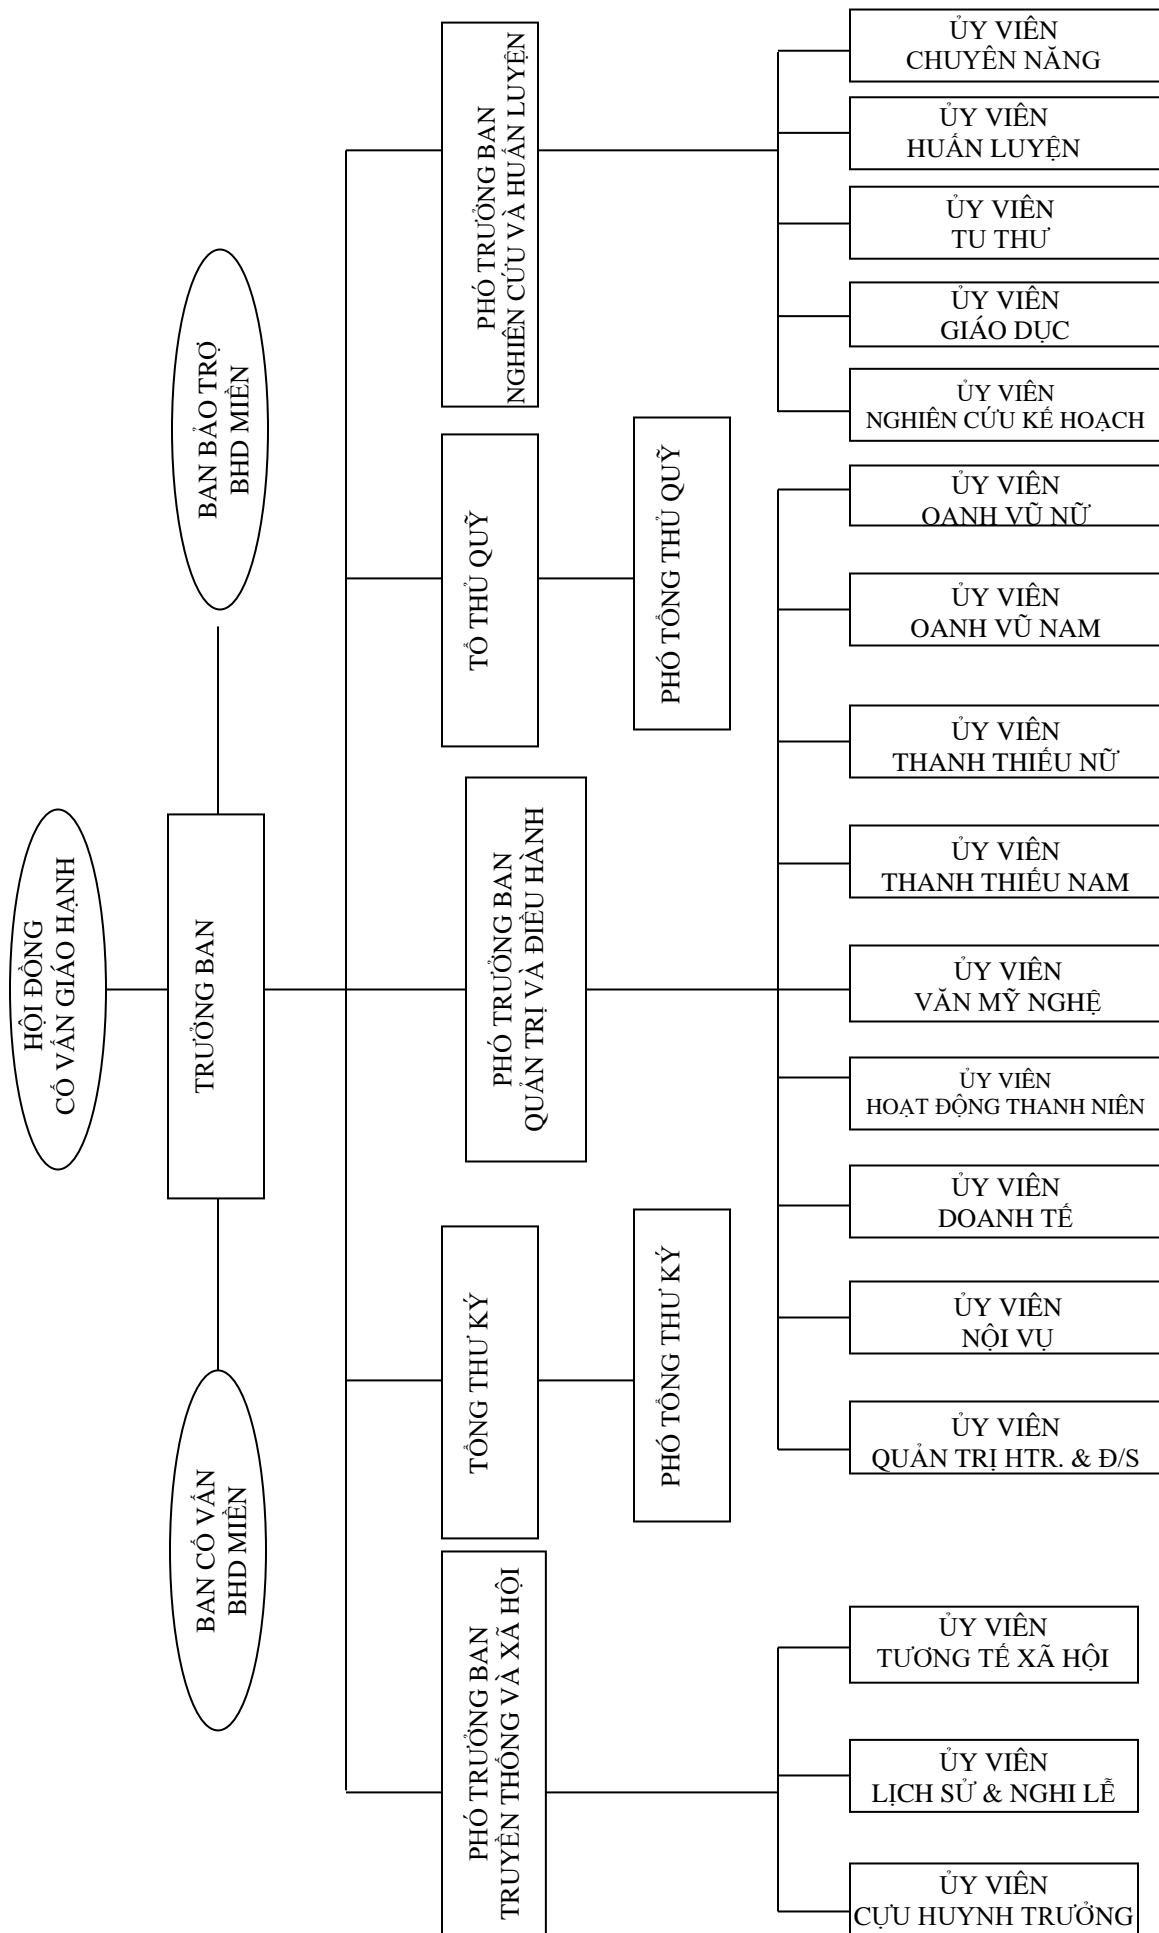 HỘI ĐỒNG
CỐ VẤN GIÁO HẠNH
BAN CỐ VẤN
BHD MIỀN
TRƯỞNG BAN
BAN BẢO TRỢ
BHD MIỀN
PHÓ TRƯỞNG BAN
TRUYỀN THỐNG VÀ XÃ HỘI
TỔNG THƯ KÝ
PHÓ TRƯỞNG BAN
QUẢN TRỊ VÀ ĐIỀU HÀNH
TỔ THỦ QUỸ
PHÓ TRƯỞNG BAN
NGHIÊN CỨU VÀ HUẤN LUYỆN
PHÓ TỔNG THƯ KÝ
PHÓ TỔNG THỦ QUỸ
ỦY VIÊN
CHUYÊN NĂNG
ỦY VIÊN
HUẤN LUYỆN
ỦY VIÊN
TU THƯ
ỦY VIÊN
GIÁO DỤC
ỦY VIÊN
NGHIÊN CỨU KẾ HOẠCH
ỦY VIÊN
OANH VŨ NỮ
ỦY VIÊN
OANH VŨ NAM
ỦY VIÊN
THANH THIẾU NỮ
ỦY VIÊN
THANH THIẾU NAM
ỦY VIÊN
VĂN MỸ NGHỆ
ỦY VIÊN
HOẠT ĐỘNG THANH NIÊN
ỦY VIÊN
DOANH TẾ
ỦY VIÊN
NỘI VỤ
ỦY VIÊN
QUẢN TRỊ HTR. & Đ/S
ỦY VIÊN
TƯƠNG TẾ XÃ HỘI
ỦY VIÊN
LỊCH SỬ & NGHI LỄ
ỦY VIÊN
CỰU HUYNH TRƯỞNG